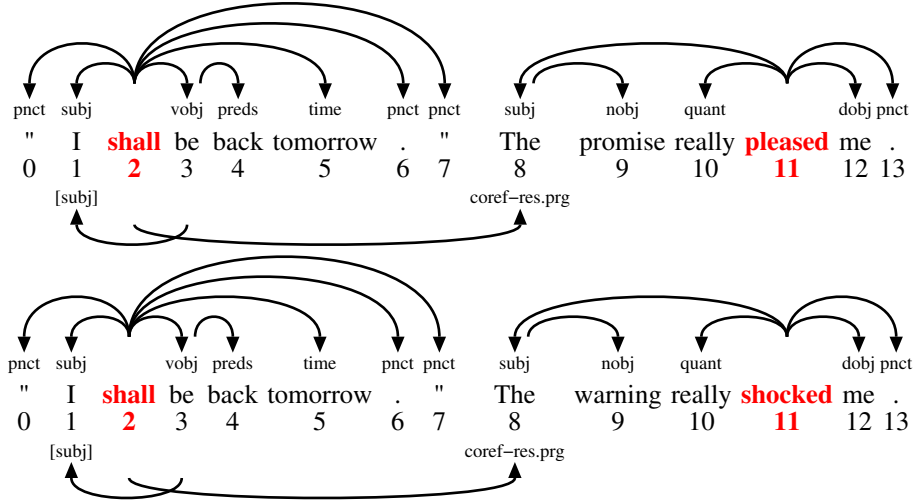 pnct subj vobj preds time pnct pnct subj nobj quant dobj pnct
" I shall be back tomorrow . " The promise really pleased me .
0 1 2 3 4 5 6 7 8 9 10 11 12 13
[subj] coref−res.prg
pnct subj vobj preds time pnct pnct subj nobj quant dobj pnct
" I shall be back tomorrow . " The warning really shocked me .
0 1 2 3 4 5 6 7 8 9 10 11 12 13
[subj] coref−res.prg